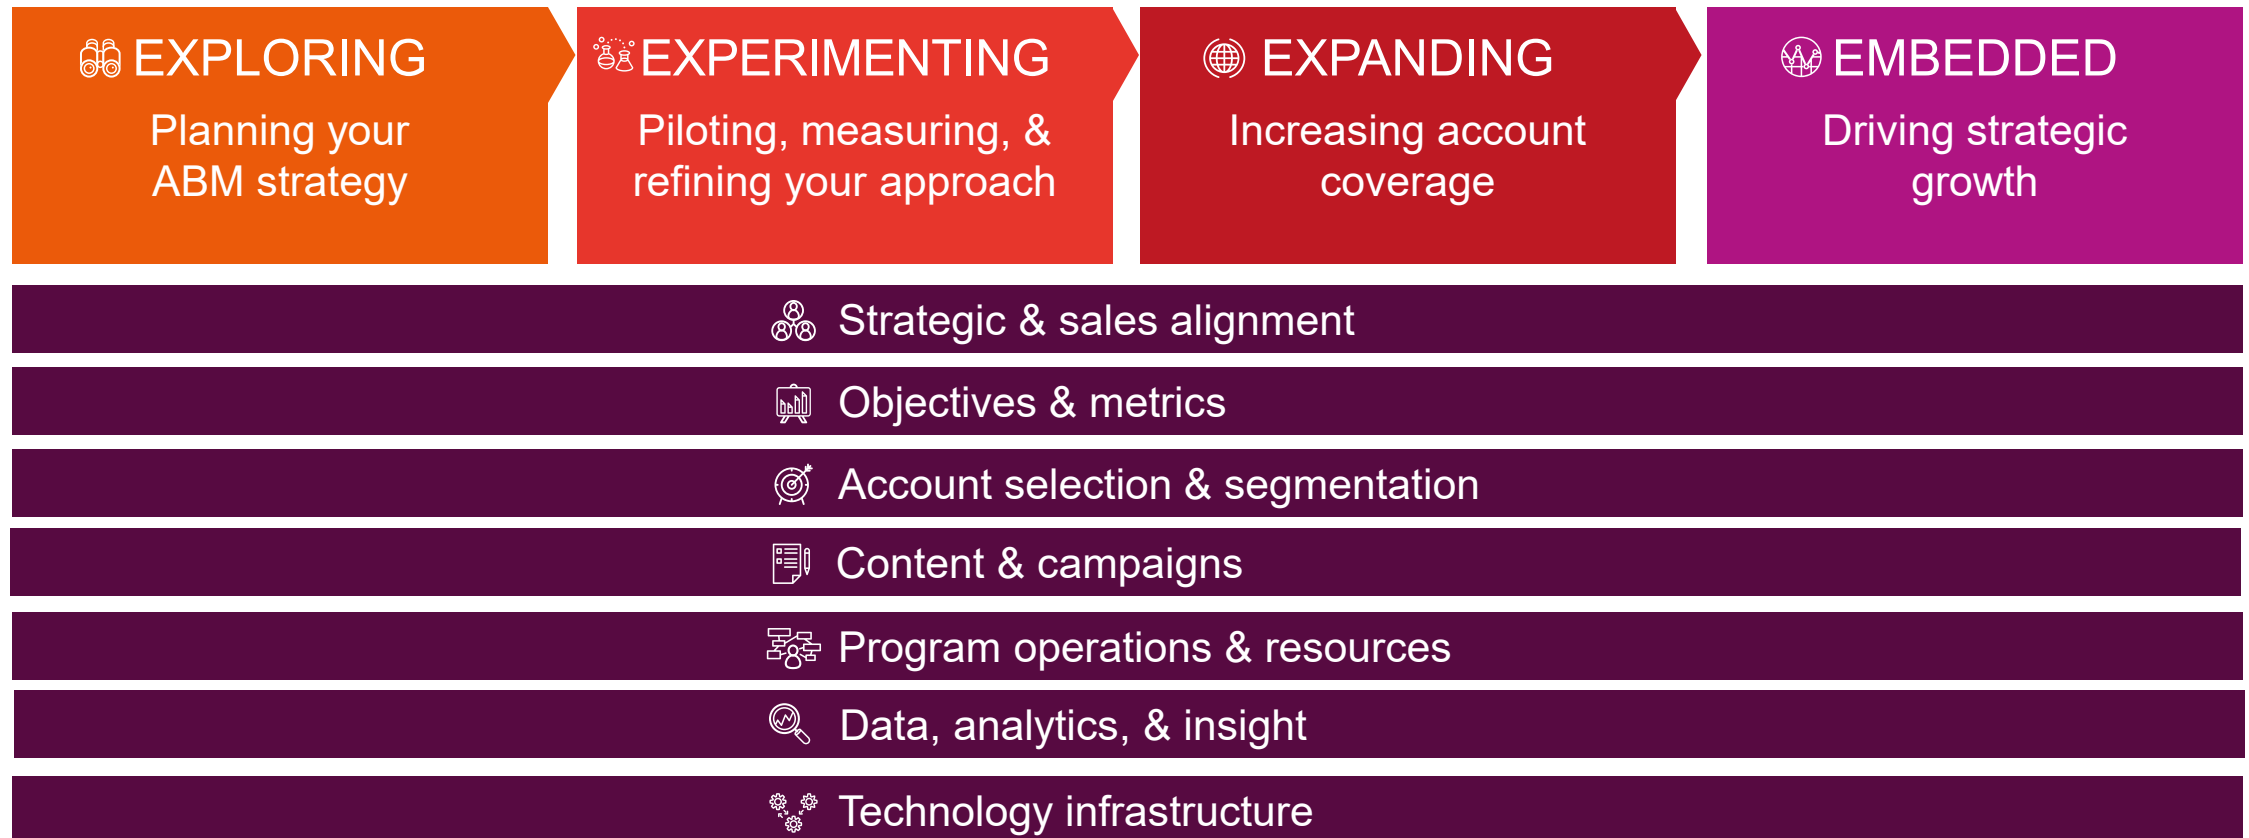 EXPLORING
Planning your
ABM strategy
EXPERIMENTING
Piloting, measuring, &
refining your approach
EXPANDING
Increasing account
coverage
EMBEDDED
Driving strategic
growth
Strategic & sales alignment
Objectives & metrics
Account selection & segmentation
Content & campaigns
Program operations & resources
Data, analytics, & insight
Technology infrastructure